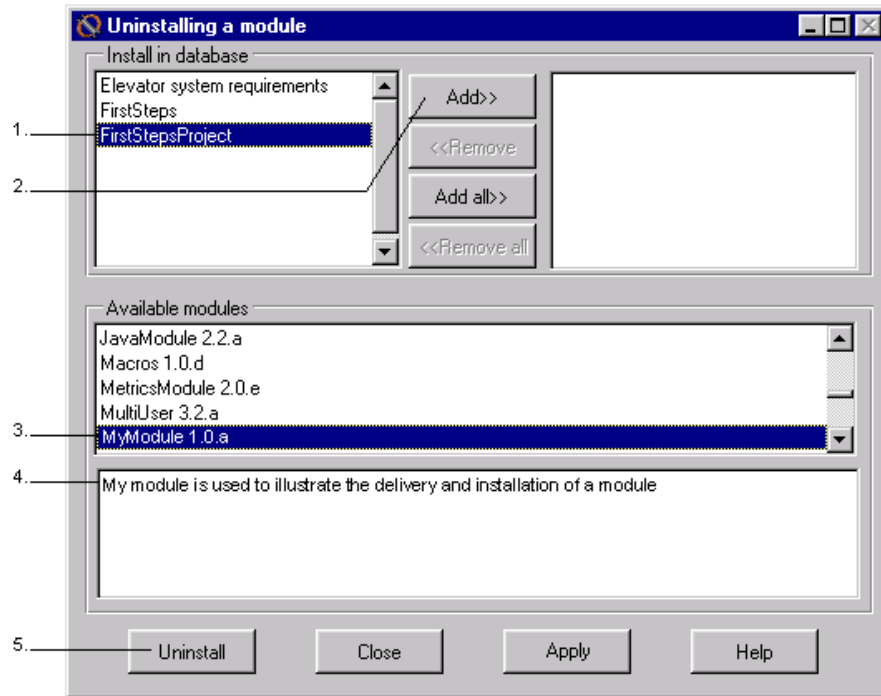 Uninstalling a module
Install in database
Elevator system requirements
FirstSteps
1. FirstStepsProject
2. Add>>
<<Remove
Add all>>
<<Remove all
Available modules
JavaModule 2.2.a
Macros 1.0.d
MetricsModule 2.0.e
MultiUser 3.2.a
3. MyModule 1.0.a
4. My module is used to illustrate the delivery and installation of a module
5. Uninstall
Close
Apply
Help